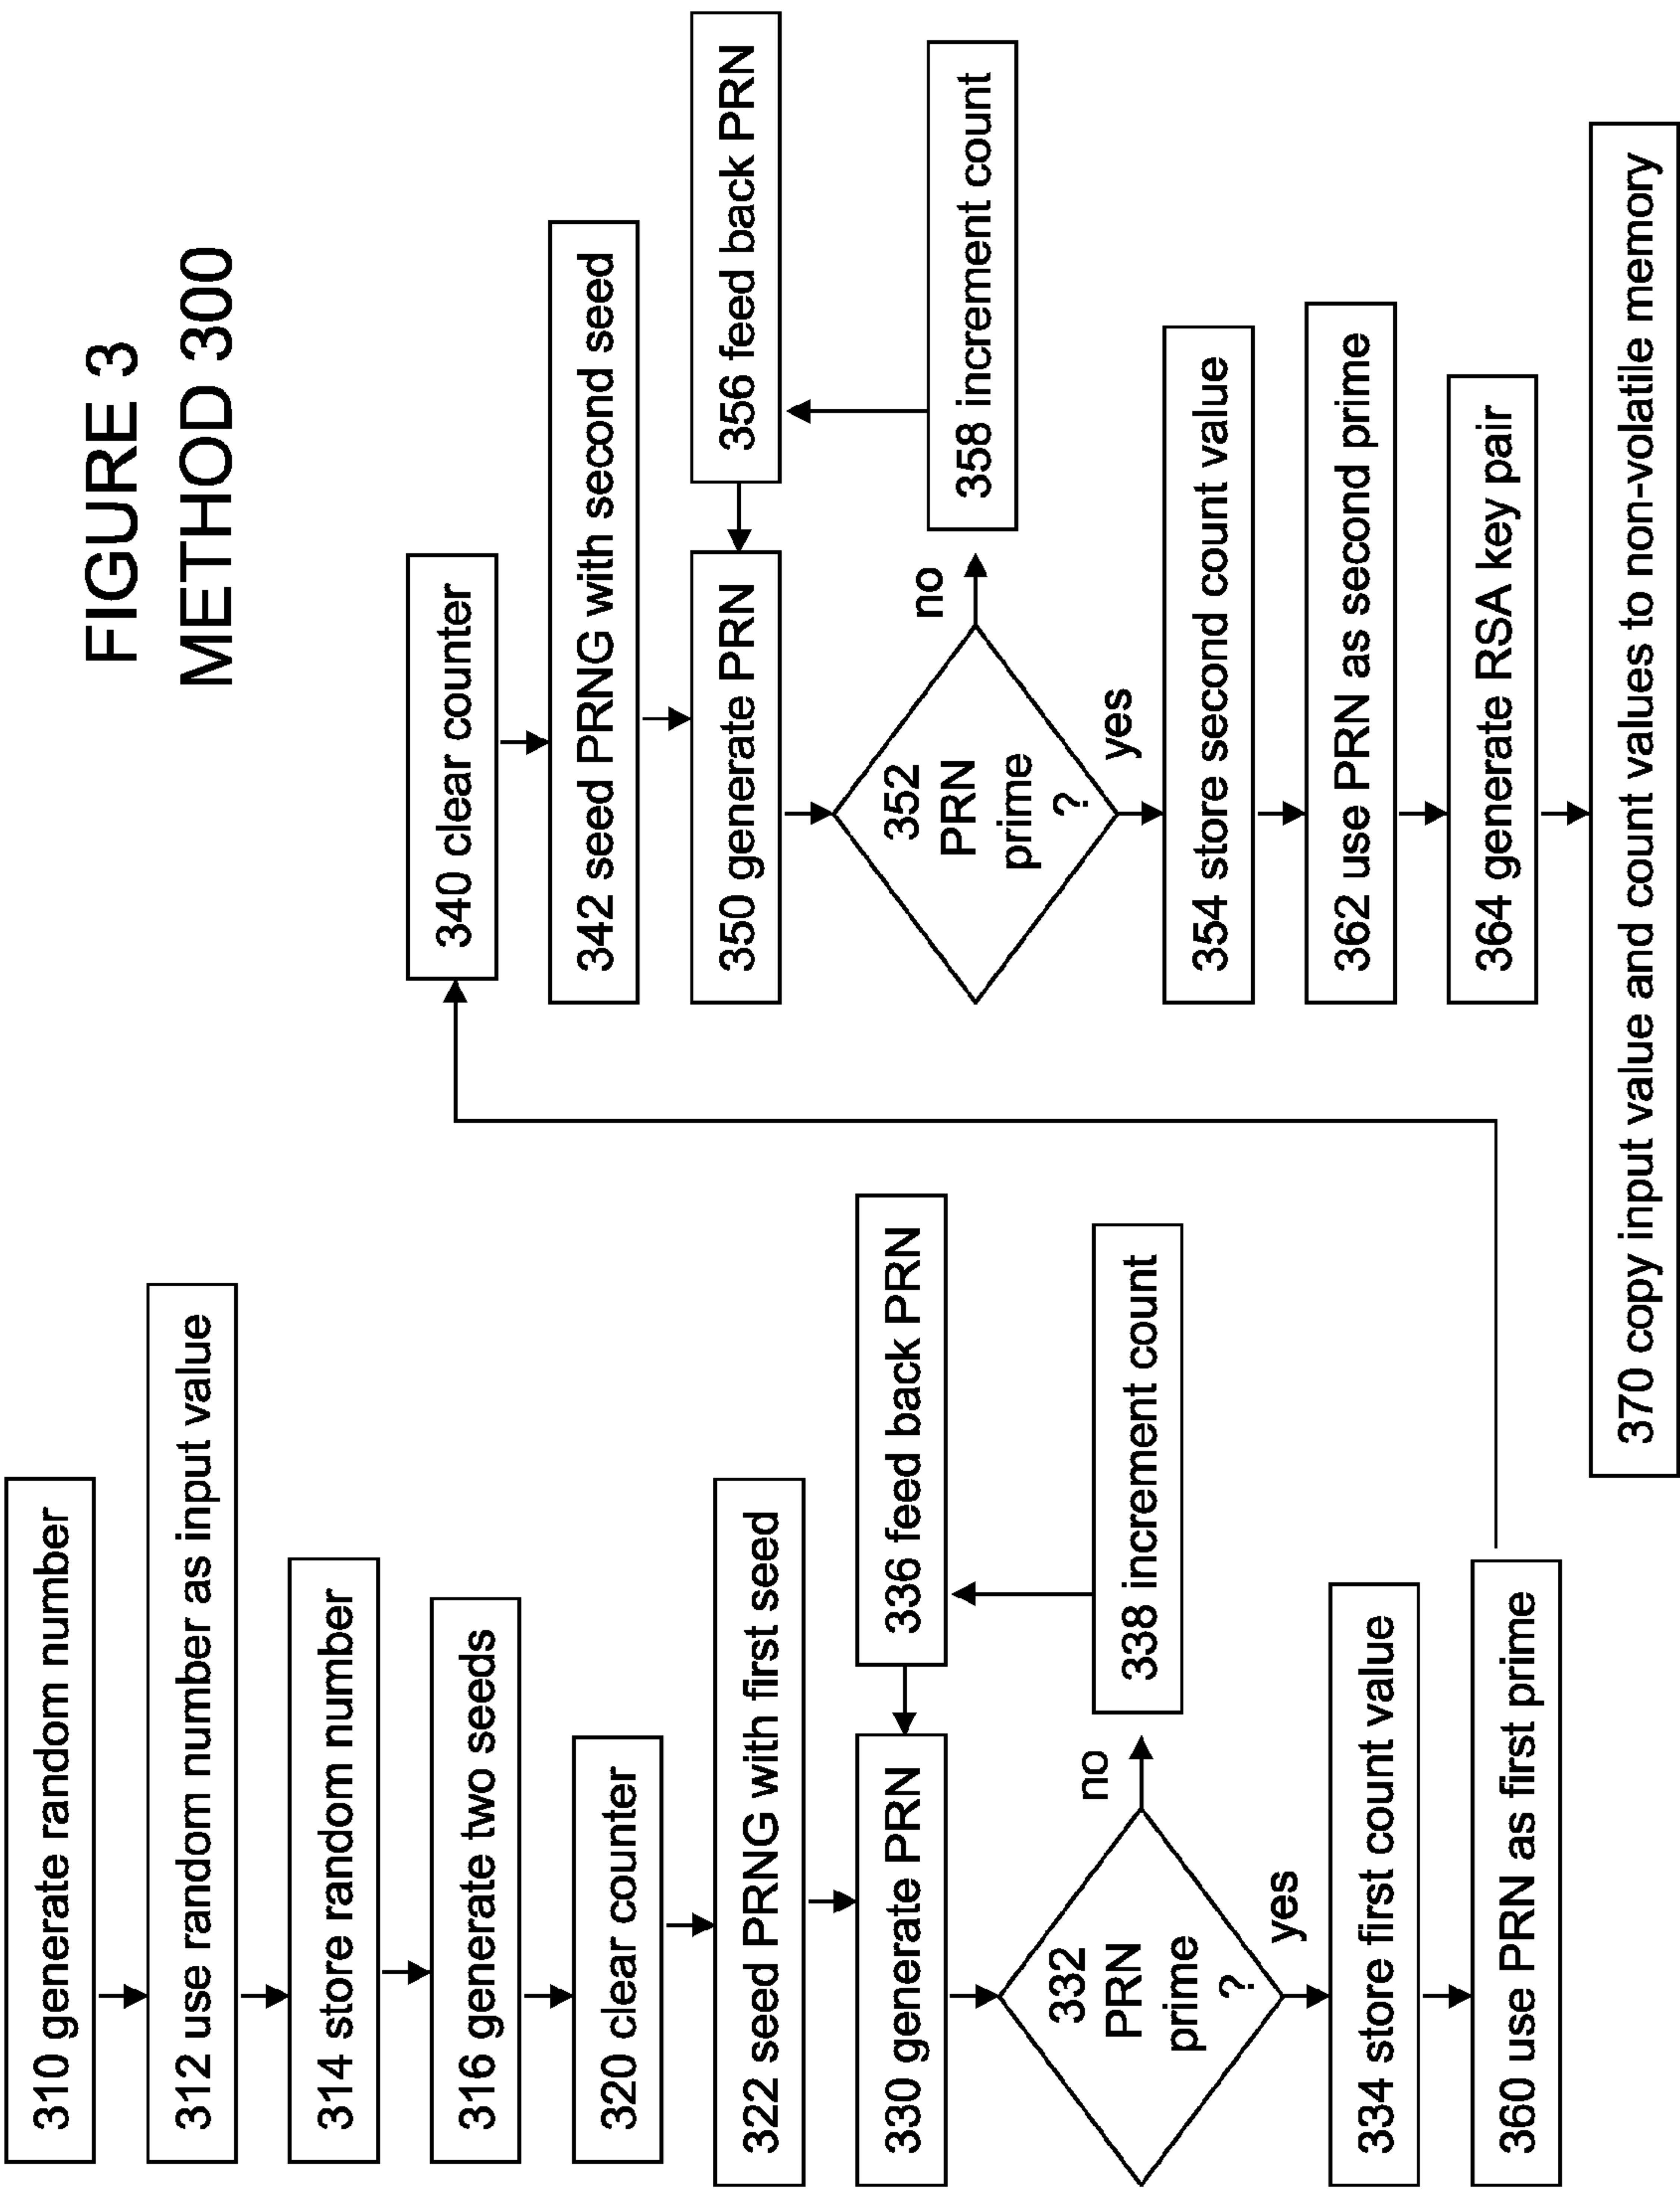 FIGURE 3
METHOD 300
310 generate random number
312 use random number as input value
314 store random number
316 generate two seeds
320 clear counter
322 seed PRNG with first seed
330 generate PRN
336 feed back PRN
332
PRN
prime
?
no
338 increment count
yes
334 store first count value
360 use PRN as first prime
340 clear counter
342 seed PRNG with second seed
350 generate PRN
356 feed back PRN
352
PRN
prime
?
no
358 increment count
yes
354 store second count value
362 use PRN as second prime
364 generate RSA key pair
370 copy input value and count values to non-volatile memory